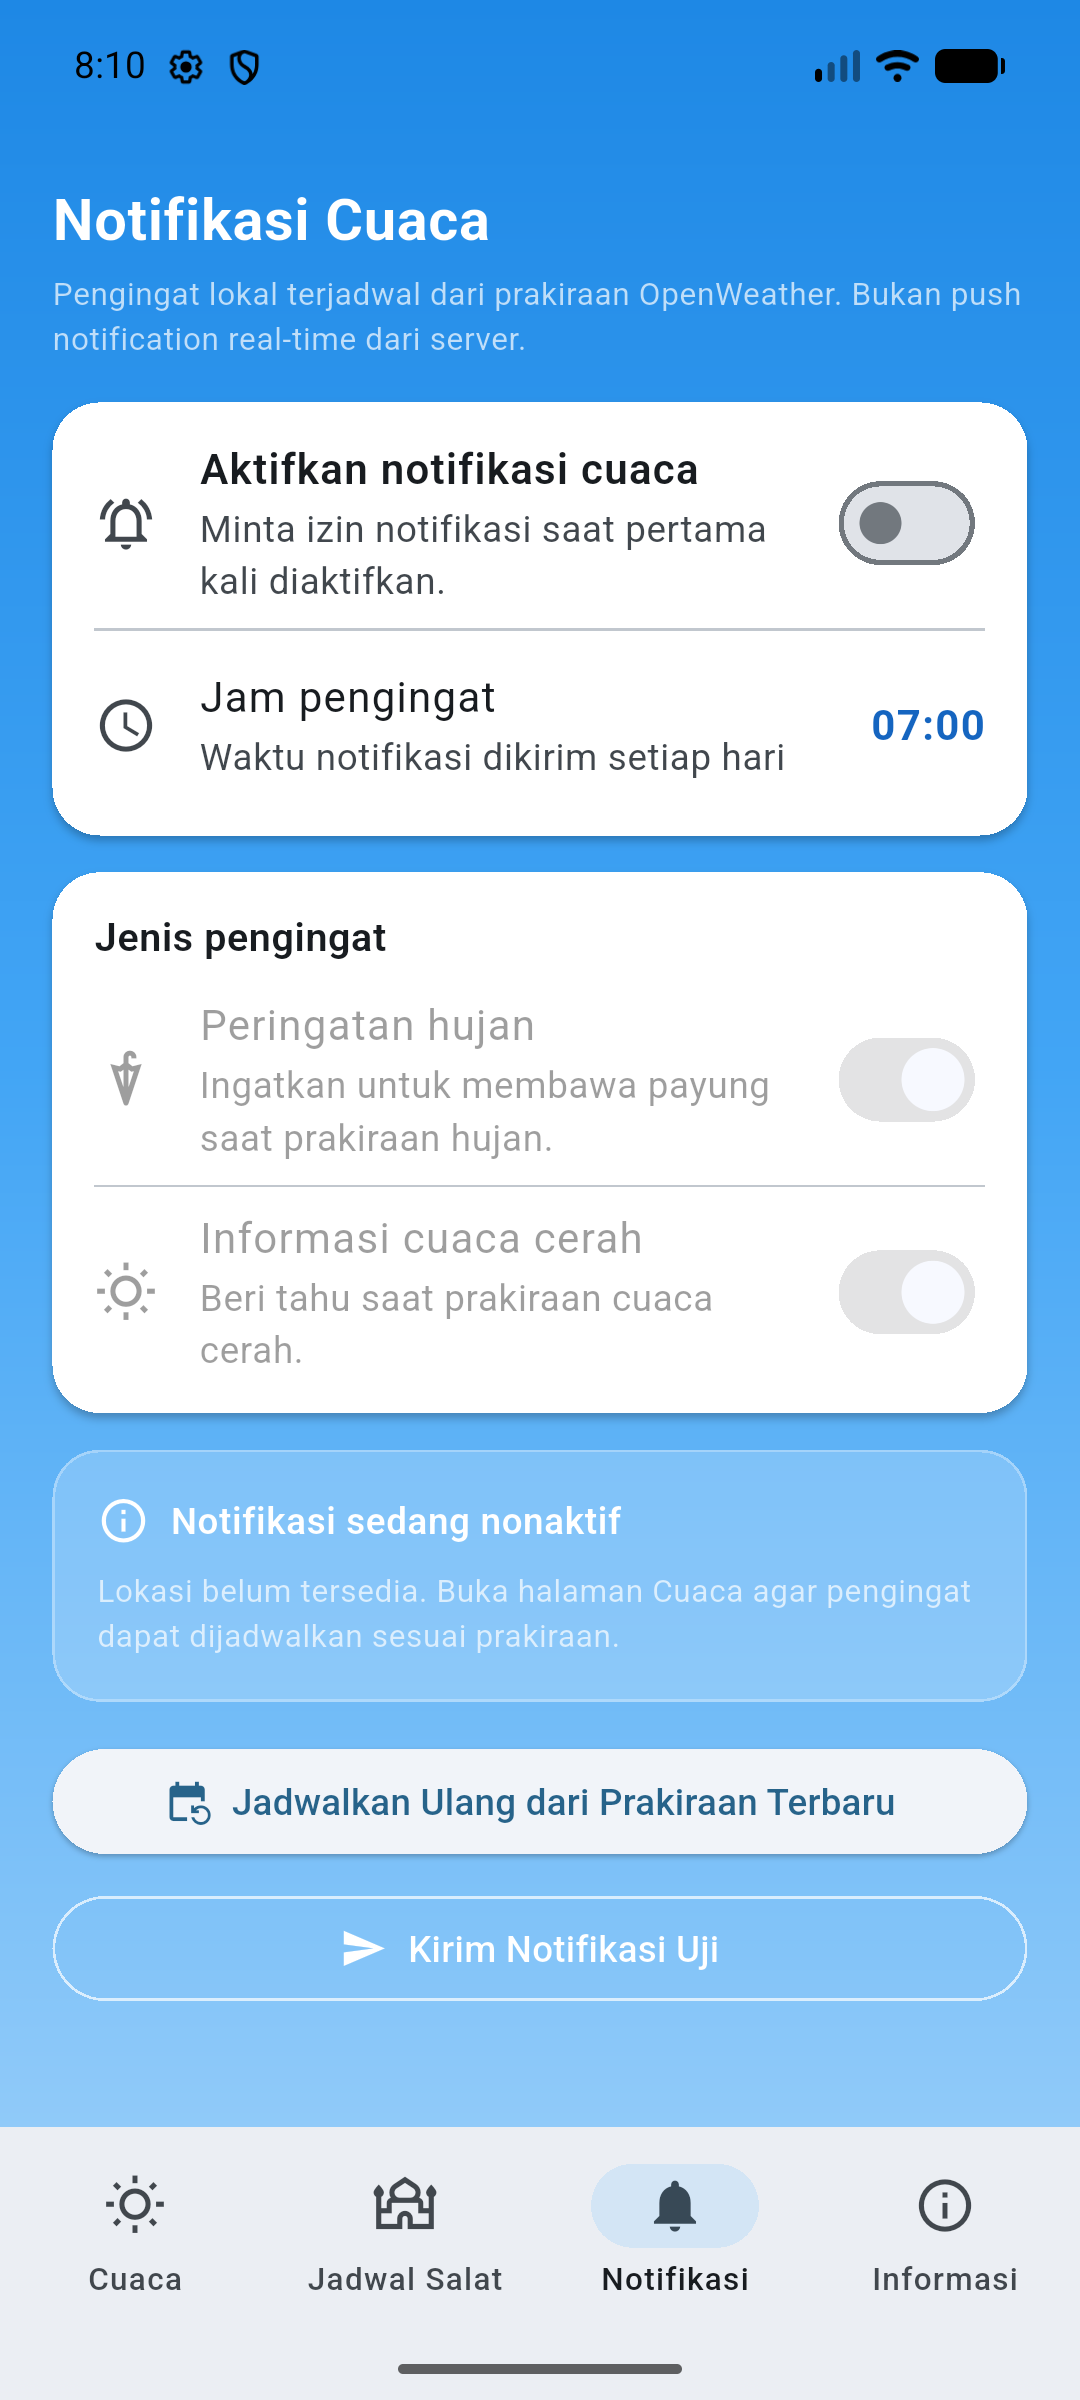 8:10
Notifikasi Cuaca
Pengingat lokal terjadwal dari prakiraan OpenWeather. Bukan push
notification real-time dari server.
Aktifkan notifikasi cuaca
Minta izin notifikasi saat pertama
kali diaktifkan.
Jam pengingat
Waktu notifikasi dikirim setiap hari
07:00
Jenis pengingat
Peringatan hujan
Ingatkan untuk membawa payung
saat prakiraan hujan.
Informasi cuaca cerah
Beri tahu saat prakiraan cuaca
cerah.
Notifikasi sedang nonaktif
Lokasi belum tersedia. Buka halaman Cuaca agar pengingat
dapat dijadwalkan sesuai prakiraan.
Jadwalkan Ulang dari Prakiraan Terbaru
Kirim Notifikasi Uji
Cuaca
Jadwal Salat
Notifikasi
Informasi